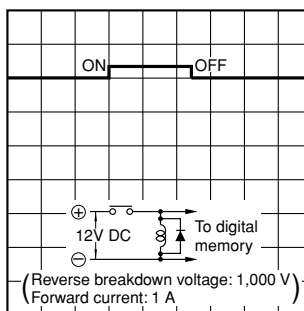 ON OFF
⊕
12V DC
⊖
To digital
memory
(Reverse breakdown voltage: 1,000 V
Forward current: 1 A)